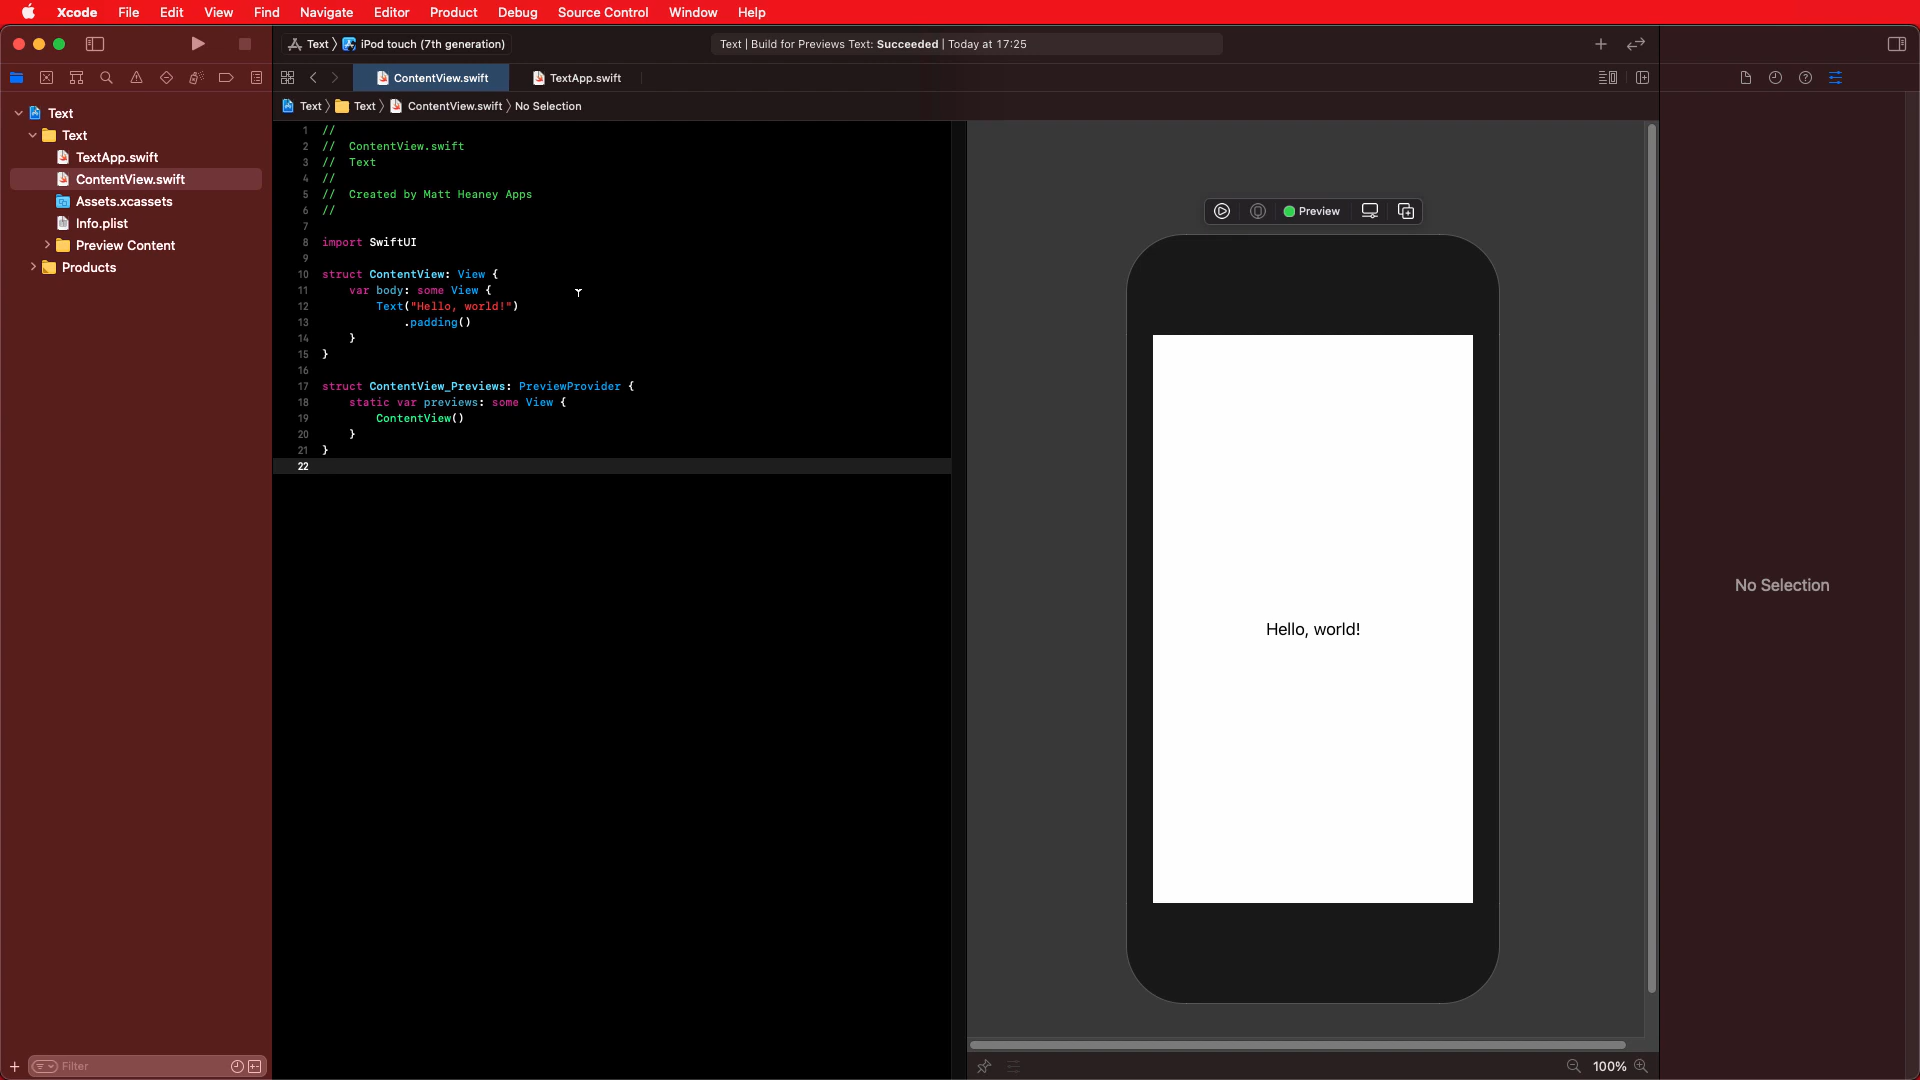 Xcode File Edit View Find Navigate Editor Product Debug Source Control Window Help
Text iPod touch (7th generation)
Text | Build for Previews Text: Succeeded | Today at 17:25
ContentView.swift
TextApp.swift
Text Text ContentView.swift No Selection
Text
Text
TextApp.swift
ContentView.swift
Assets.xcassets
Info.plist
Preview Content
Products
Filter
1 //
2 // ContentView.swift
3 // Text
4 //
5 // Created by Matt Heaney Apps
6 //
7
8 import SwiftUI
9
10 struct ContentView: View {
11 var body: some View {
12 Text("Hello, world!")
13 .padding()
14 }
15 }
16
17 struct ContentView_Previews: PreviewProvider {
18 static var previews: some View {
19 ContentView()
20 }
21 }
22
Preview
Hello, world!
100%
No Selection